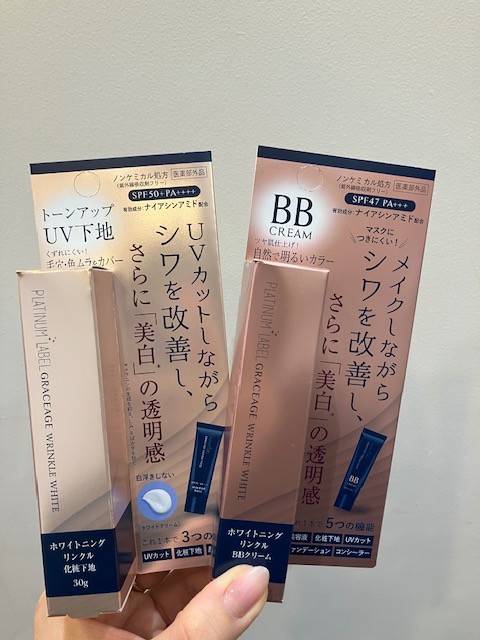 ノンケミカル処方
(紫外線吸収剤フリー)
医薬部外品
SPF50+PA++++
有効成分:ナイアシンアミド配合
トーンアップ
UV下地
くずれにくい!
毛穴・色ムラをカバー
UVカットしながら
シワを改善し、
さらに「美白」の透明感
白浮きしない
ホワイトクリーム
これ1本で3つの
UVカット
化粧下地
PLATINUM LABEL GRACEAGE WRINKLE WHITE
ホワイトニング
リンクル
化粧下地
30g
ノンケミカル処方
(紫外線吸収剤フリー)
医薬部外品
SPF47 PA+++
有効成分:ナイアシンアミド配合
BB
CREAM
ツヤ肌仕上げ!
自然で明るいカラー
マスクに
つきにくい!
メイクしながら
シワを改善し、
さらに「美白」の透明感
BB
これ1本で5つの機能
美容液
化粧下地
UVカット
ファンデーション
コンシーラー
PLATINUM LABEL GRACEAGE WRINKLE WHITE
ホワイトニング
リンクル
BBクリーム